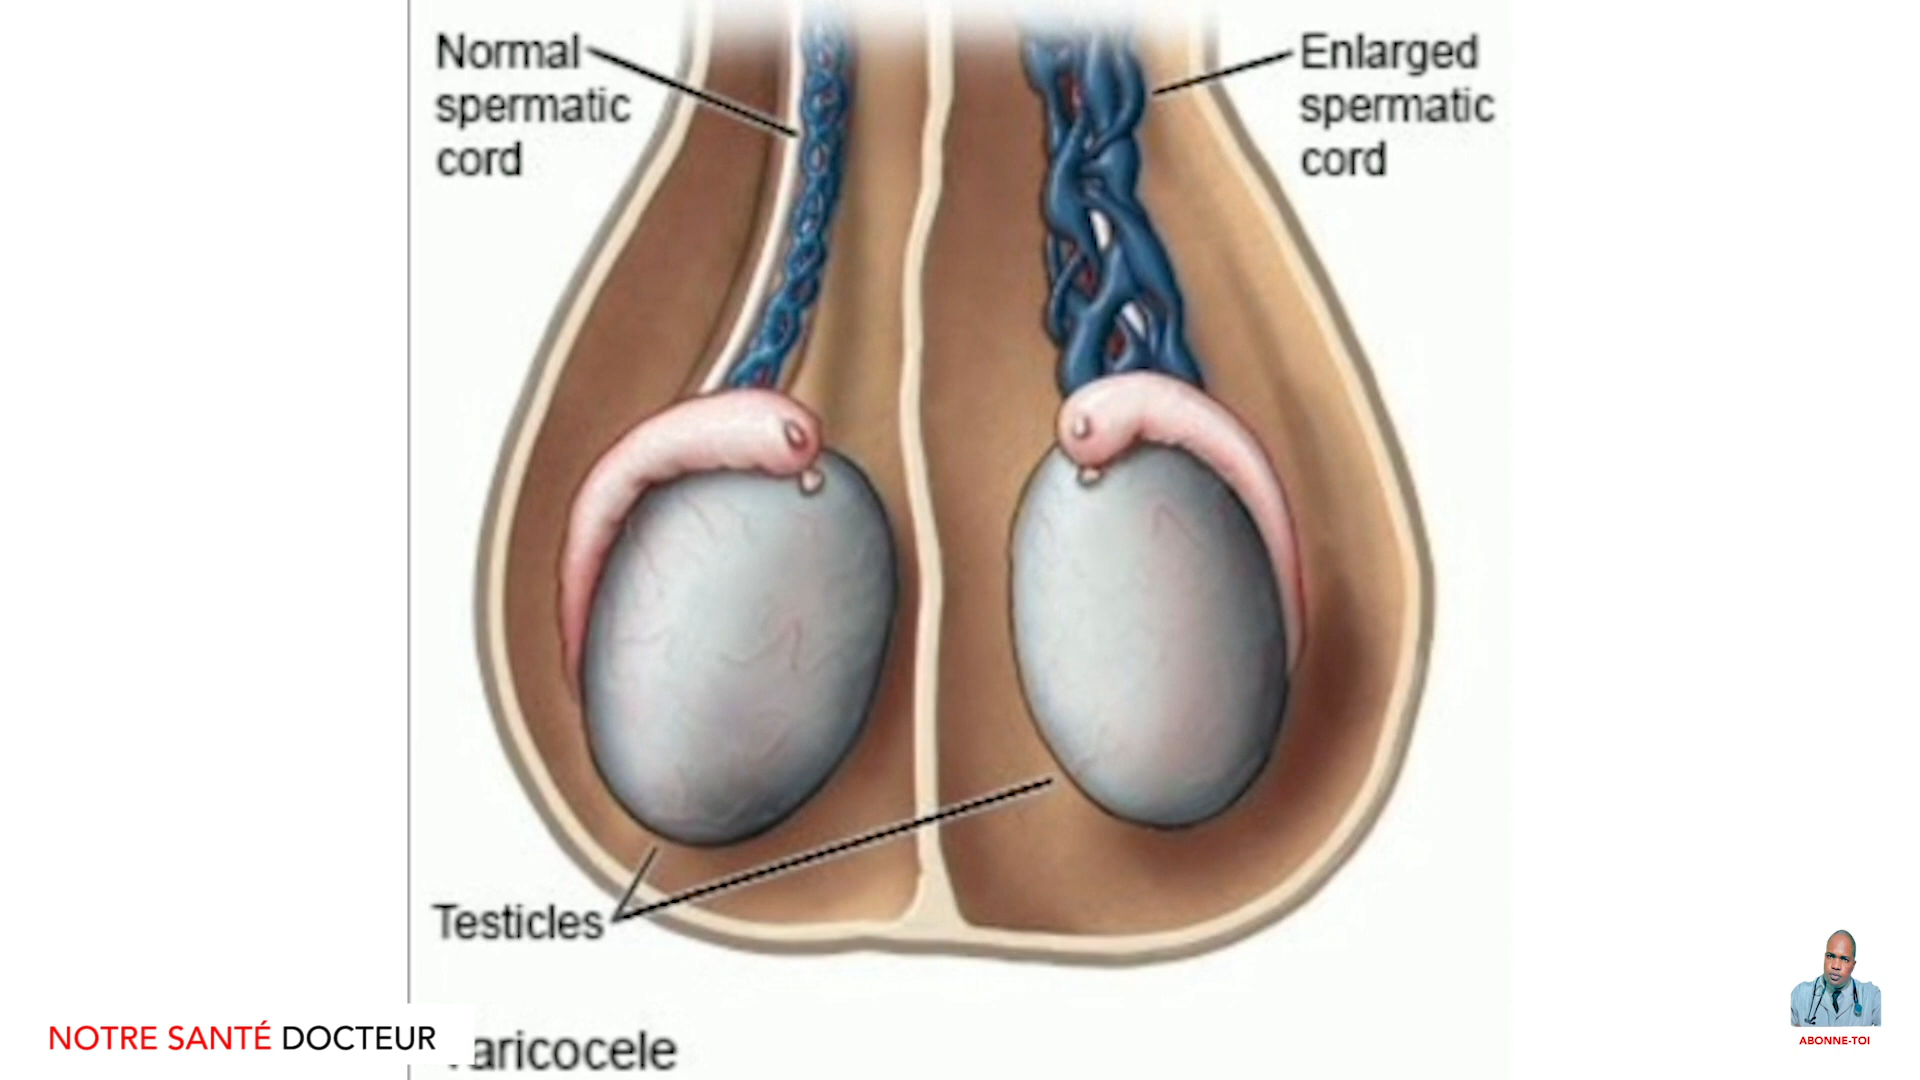 Normal
spermatic
cord
Enlarged
spermatic
cord
Testicles
NOTRE SANTÉ DOCTEUR
aricocele
ABONNE-TOI